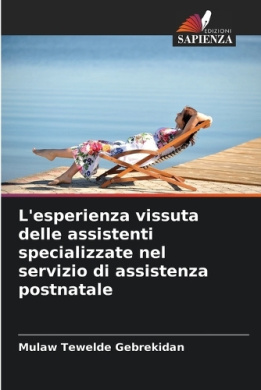 EDIZIONI
SAPIENZA
L'esperienza vissuta
delle assistenti
specializzate nel
servizio di assistenza
postnatale
Mulaw Tewelde Gebrekidan